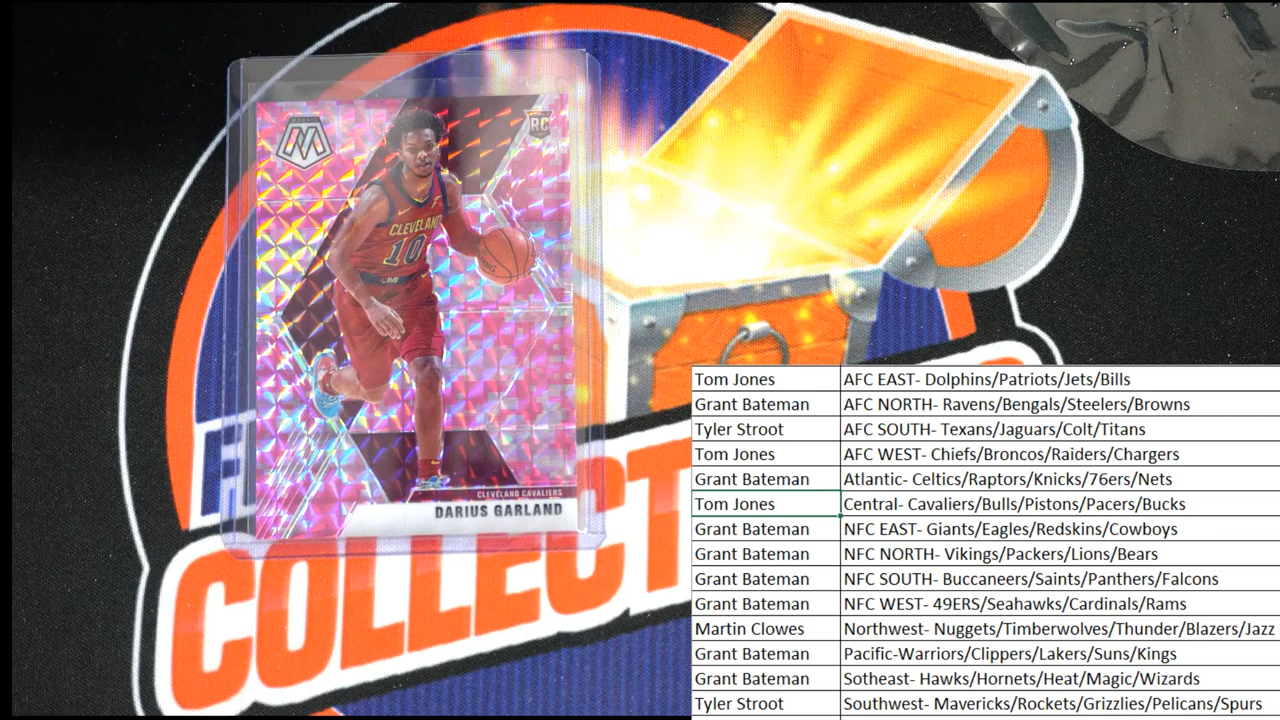 MOSAIC
RC
CLEVELAND
10
CLEVELAND CAVALIERS
DARIUS GARLAND
COLLECT
Tom Jones AFC EAST- Dolphins/Patriots/Jets/Bills
Grant Bateman AFC NORTH- Ravens/Bengals/Steelers/Browns
Tyler Stroot AFC SOUTH- Texans/Jaguars/Colt/Titans
Tom Jones AFC WEST- Chiefs/Broncos/Raiders/Chargers
Grant Bateman Atlantic- Celtics/Raptors/Knicks/76ers/Nets
Tom Jones Central- Cavaliers/Bulls/Pistons/Pacers/Bucks
Grant Bateman NFC EAST- Giants/Eagles/Redskins/Cowboys
Grant Bateman NFC NORTH- Vikings/Packers/Lions/Bears
Grant Bateman NFC SOUTH- Buccaneers/Saints/Panthers/Falcons
Grant Bateman NFC WEST- 49ERS/Seahawks/Cardinals/Rams
Martin Clowes Northwest- Nuggets/Timberwolves/Thunder/Blazers/Jazz
Grant Bateman Pacific-Warriors/Clippers/Lakers/Suns/Kings
Grant Bateman Sotheast- Hawks/Hornets/Heat/Magic/Wizards
Tyler Stroot Southwest- Mavericks/Rockets/Grizzlies/Pelicans/Spurs